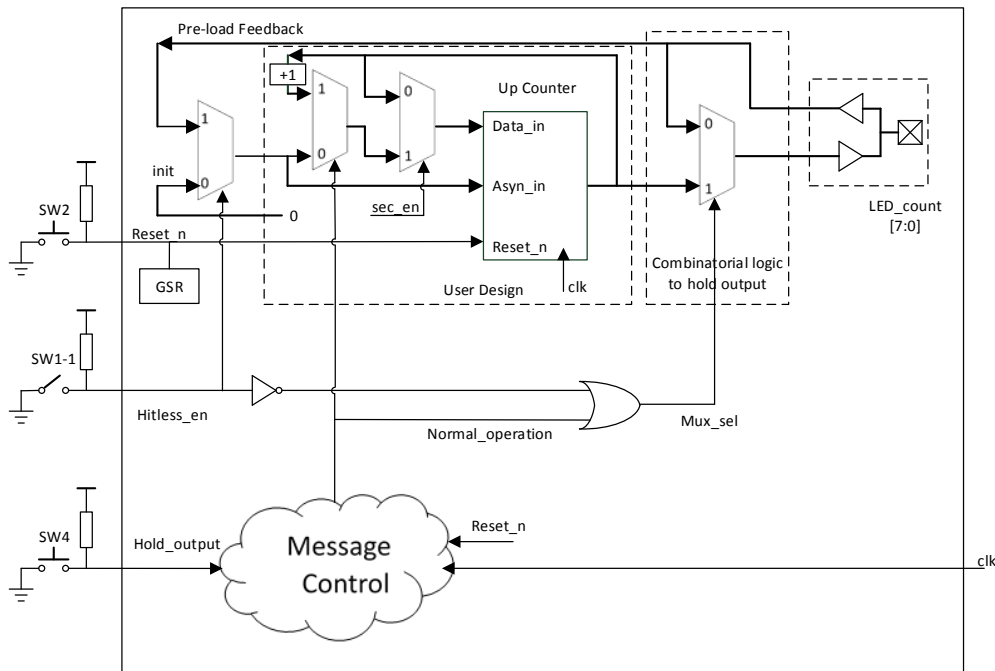 Pre-load Feedback
+1
1
0
Up Counter
1
0
0
1
Data_in
Asyn_in
Reset_n
0
1
init
0
sec_en
SW2
Reset_n
GSR
clk
User Design
Combinatorial logic
to hold output
LED_count
[7:0]
SW1-1
Hitless_en
Normal_operation
Mux_sel
SW4
Hold_output
Message
Control
Reset_n
clk